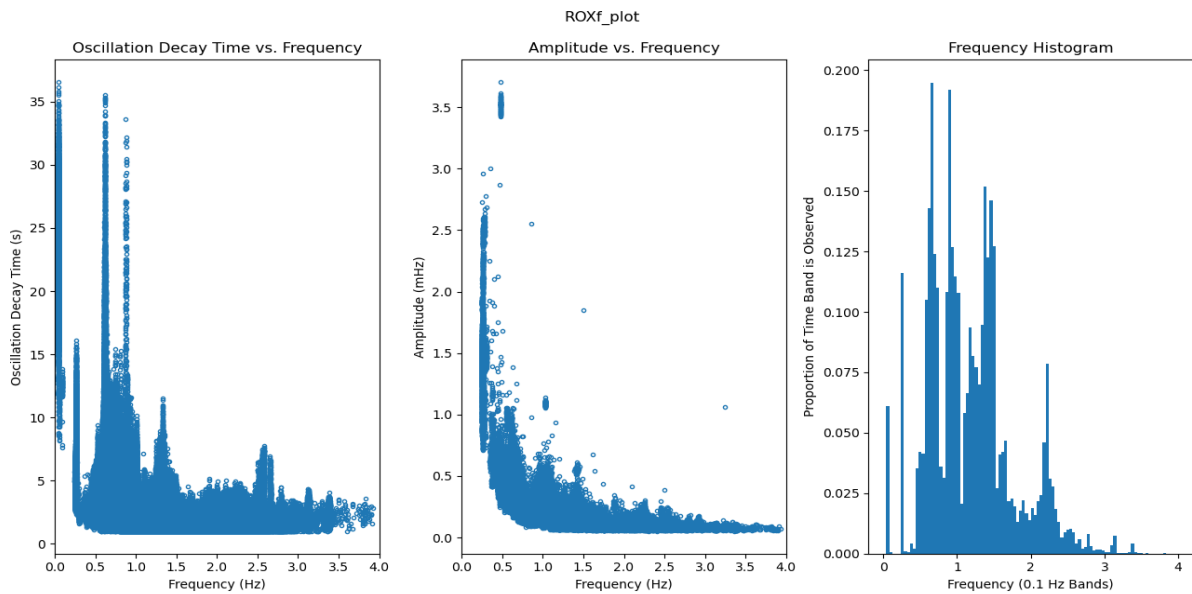 ROXf_plot
Oscillation Decay Time vs. Frequency
Oscillation Decay Time (s)
35
30
25
20
15
10
5
0
0.0 0.5 1.0 1.5 2.0 2.5 3.0 3.5 4.0
Frequency (Hz)
Amplitude vs. Frequency
Amplitude (mHz)
3.5
3.0
2.5
2.0
1.5
1.0
0.5
0.0
0.0 0.5 1.0 1.5 2.0 2.5 3.0 3.5 4.0
Frequency (Hz)
Frequency Histogram
Proportion of Time Band is Observed
0.200
0.175
0.150
0.125
0.100
0.075
0.050
0.025
0.000
0 1 2 3 4
Frequency (0.1 Hz Bands)